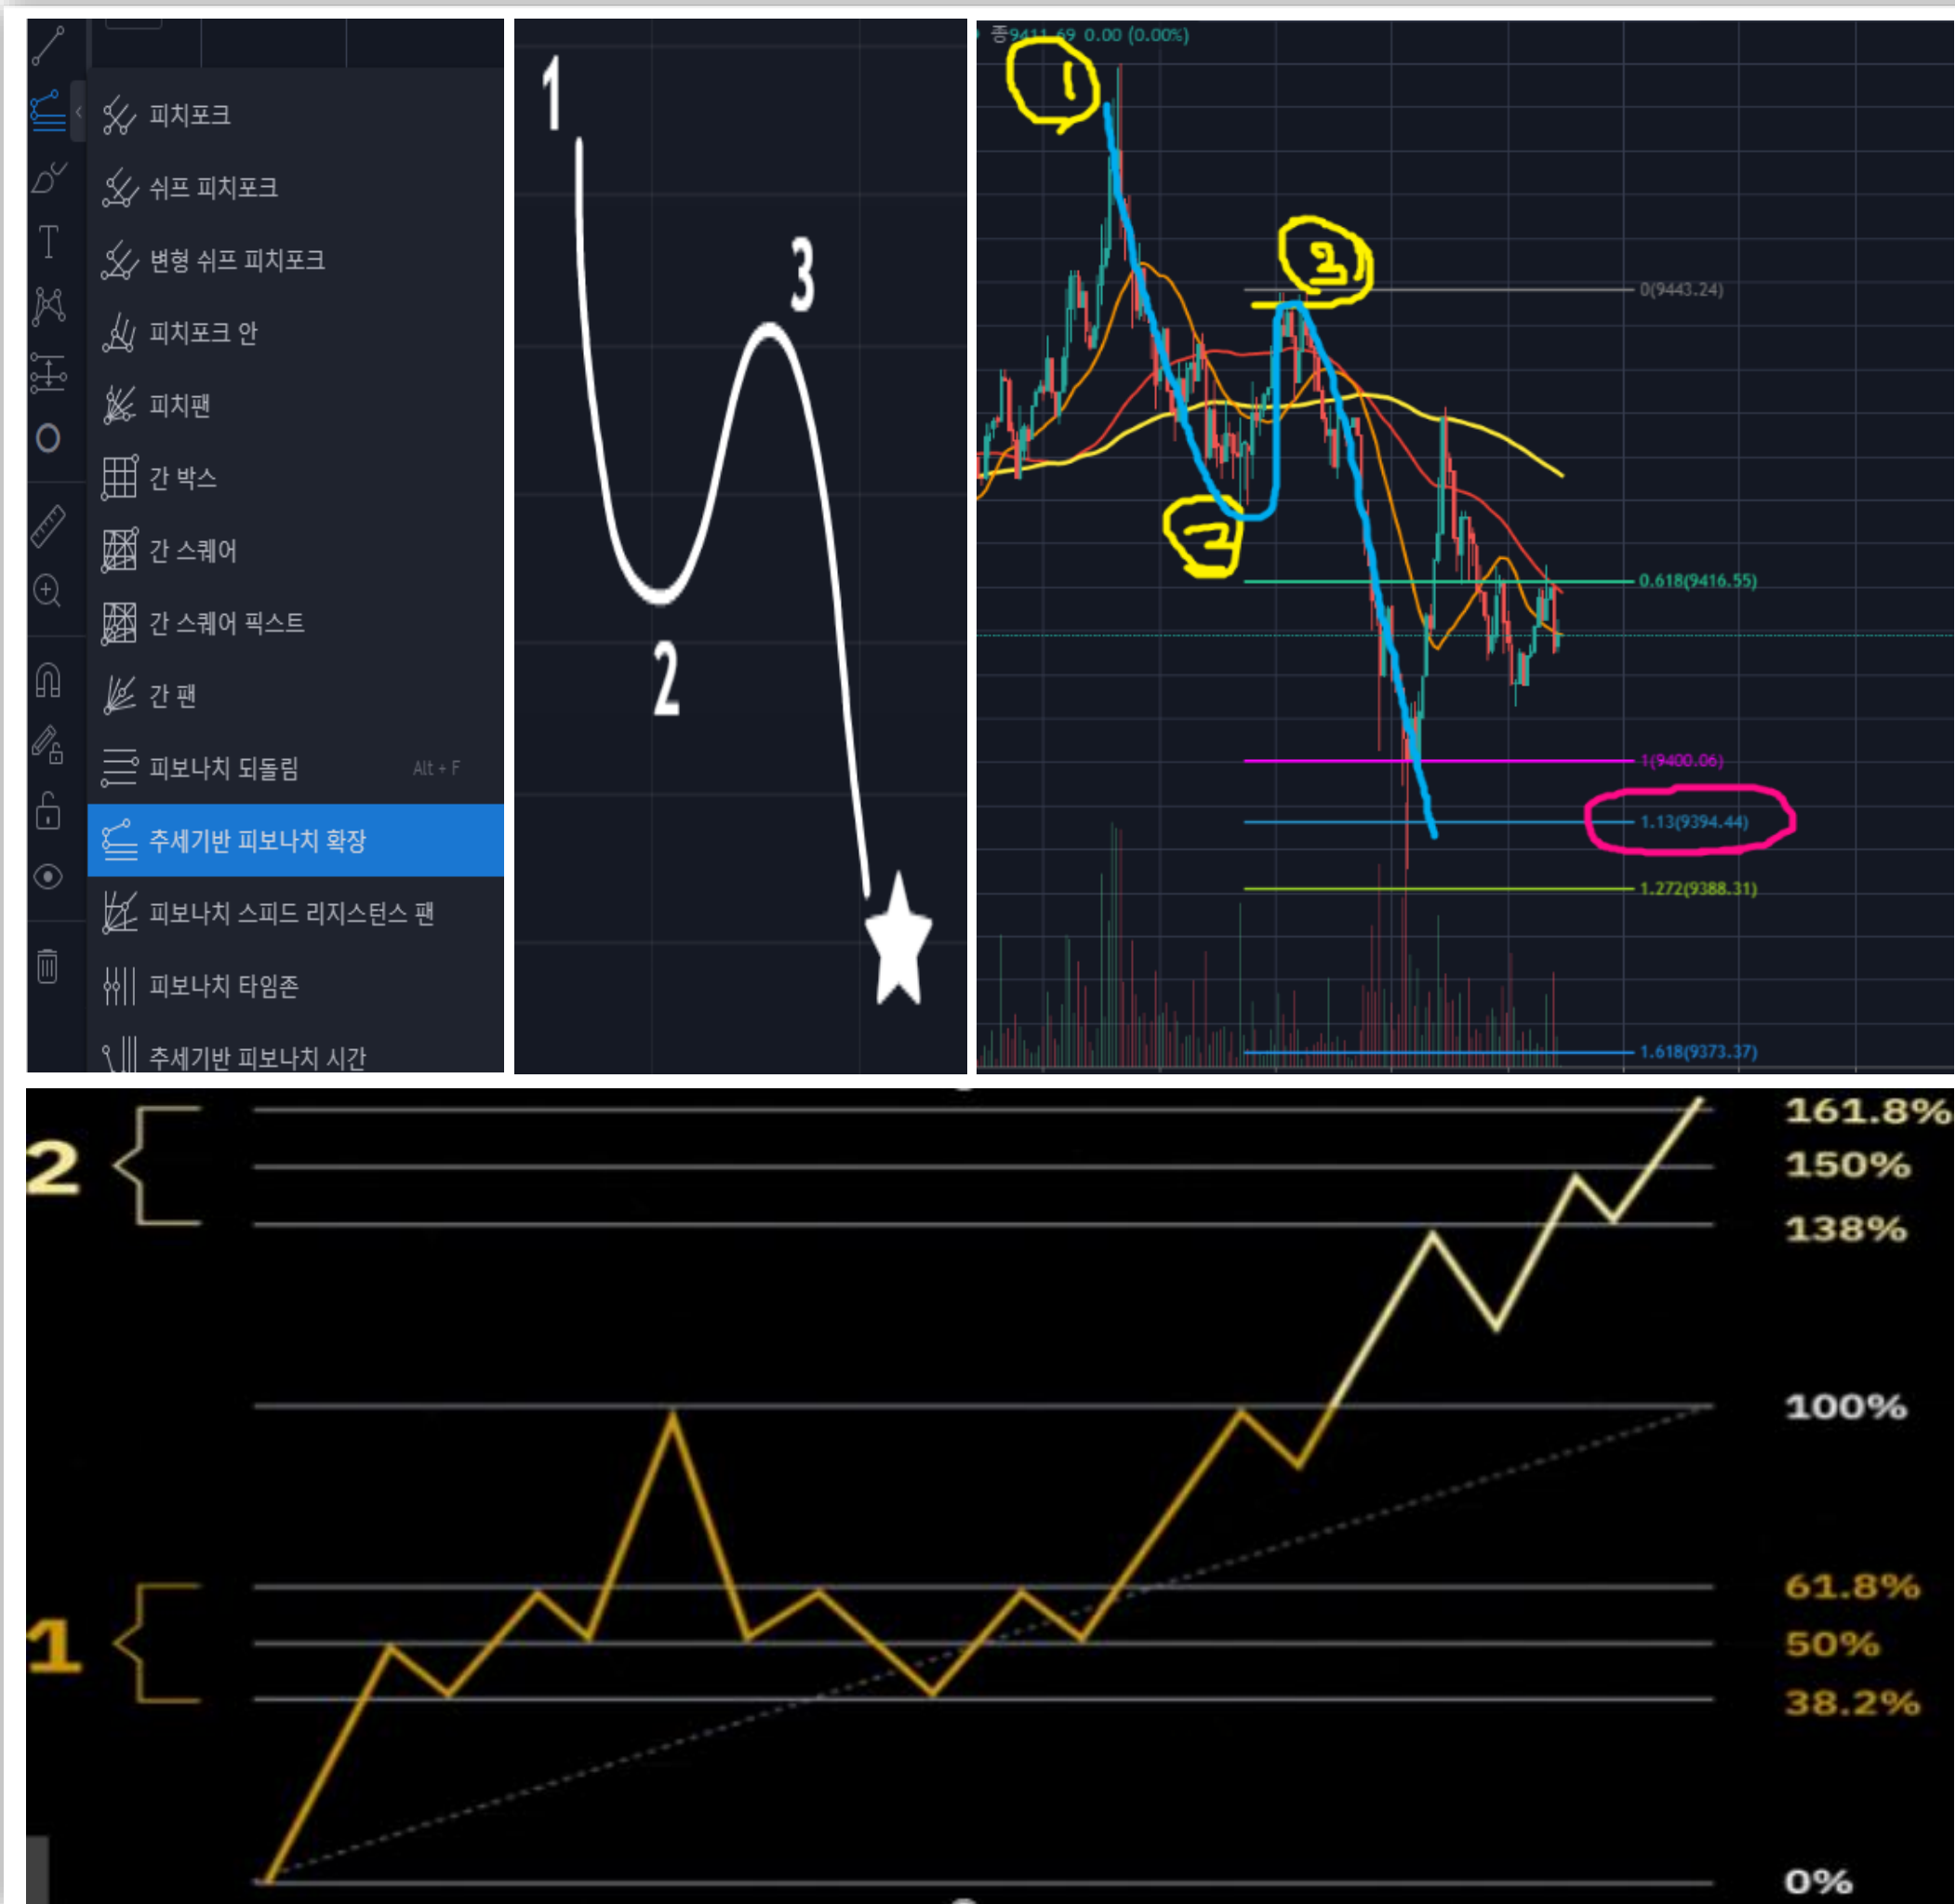 피치포크
쉬프 피치포크
변형 쉬프 피치포크
피치포크 안
피치팬
간 박스
간 스퀘어
간 스퀘어 픽스트
간 팬
피보나치 되돌림 Alt + F
추세기반 피보나치 확장
피보나치 스피드 리지스턴스 팬
피보나치 타임존
추세기반 피보나치 시간
1
3
2
종9411.69 0.00 (0.00%)
1
2
0(9443.24)
0.618(9416.55)
1(9400.06)
1.13(9394.44)
1.272(9388.31)
1.618(9373.37)
2
161.8%
150%
138%
100%
1
61.8%
50%
38.2%
0%